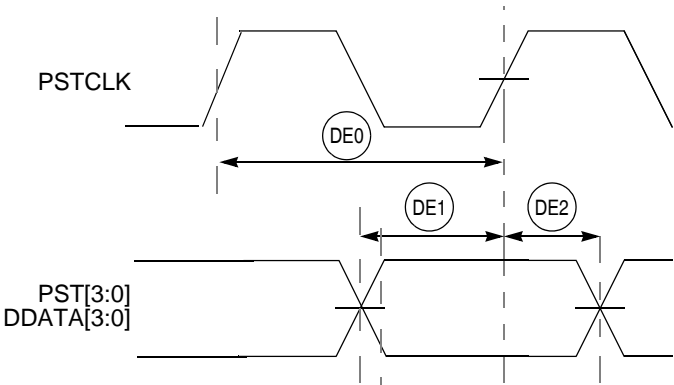 PSTCLK
DE0
DE1
DE2
PST[3:0]
DDATA[3:0]